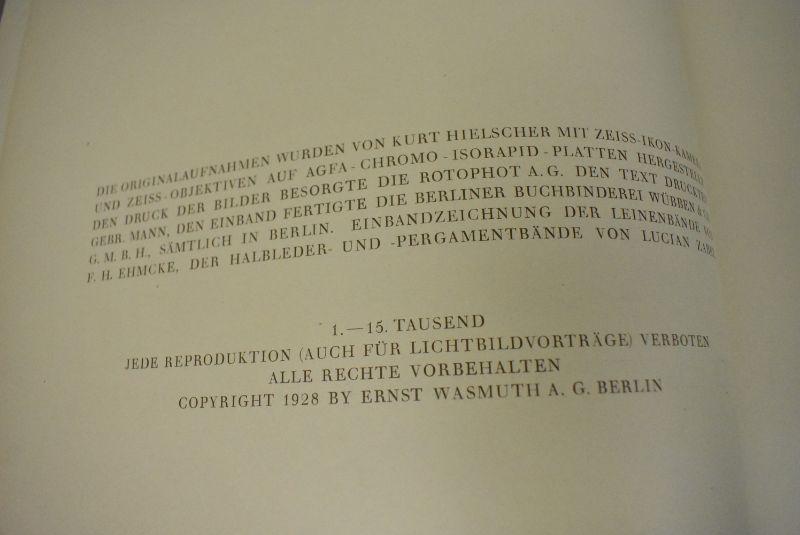 DIE ORIGINALAUFNAHMEN WURDEN VON KURT HIELSCHER MIT ZEISS-IKON-KAMERA
UND ZEISS-OBJEKTIVEN AUF AGFA-CHROMO-ISORAPID-PLATTEN HERGESTELLT
DEN DRUCK DER BILDER BESORGTE DIE ROTOPHOT A.G. DEN TEXT DRUCKTEN
GEBR. MANN, DEN EINBAND FERTIGTE DIE BERLINER BUCHBINDEREI WÜBBEN &
G. M. B. H., SÄMTLICH IN BERLIN. EINBANDZEICHNUNG DER LEINENBÄNDE
F. H. EHMCKE, DER HALBLEDER- UND -PERGAMENTBÄNDE VON LUCIAN
1.—15. TAUSEND
JEDE REPRODUKTION (AUCH FÜR LICHTBILDVORTRÄGE) VERBOTEN
ALLE RECHTE VORBEHALTEN
COPYRIGHT 1928 BY ERNST WASMUTH A. G. BERLIN